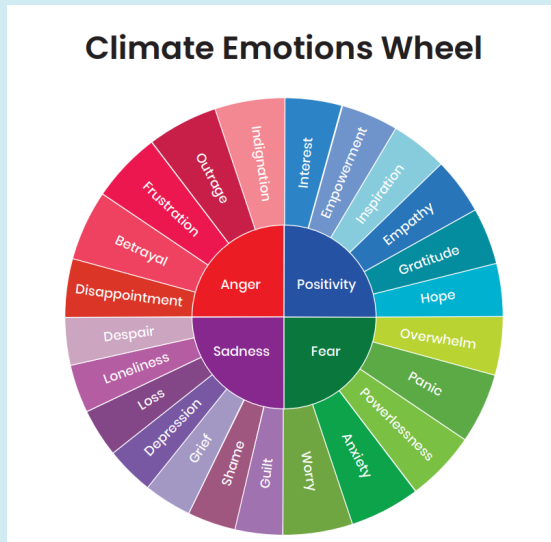 Climate Emotions Wheel
Indignation
Interest
Empowerment
Inspiration
Empathy
Gratitude
Hope
Overwhelm
Panic
Powerlessness
Anxiety
Worry
Guilt
Shame
Grief
Depression
Loss
Loneliness
Despair
Disappointment
Betrayal
Frustration
Outrage
Anger
Positivity
Sadness
Fear